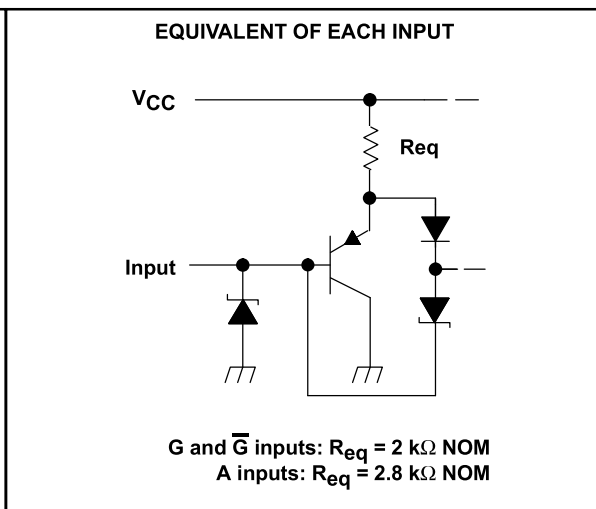 EQUIVALENT OF EACH INPUT
VCC
Req
Input
G and G̅ inputs: Req = 2 kΩ NOM
A inputs: Req = 2.8 kΩ NOM